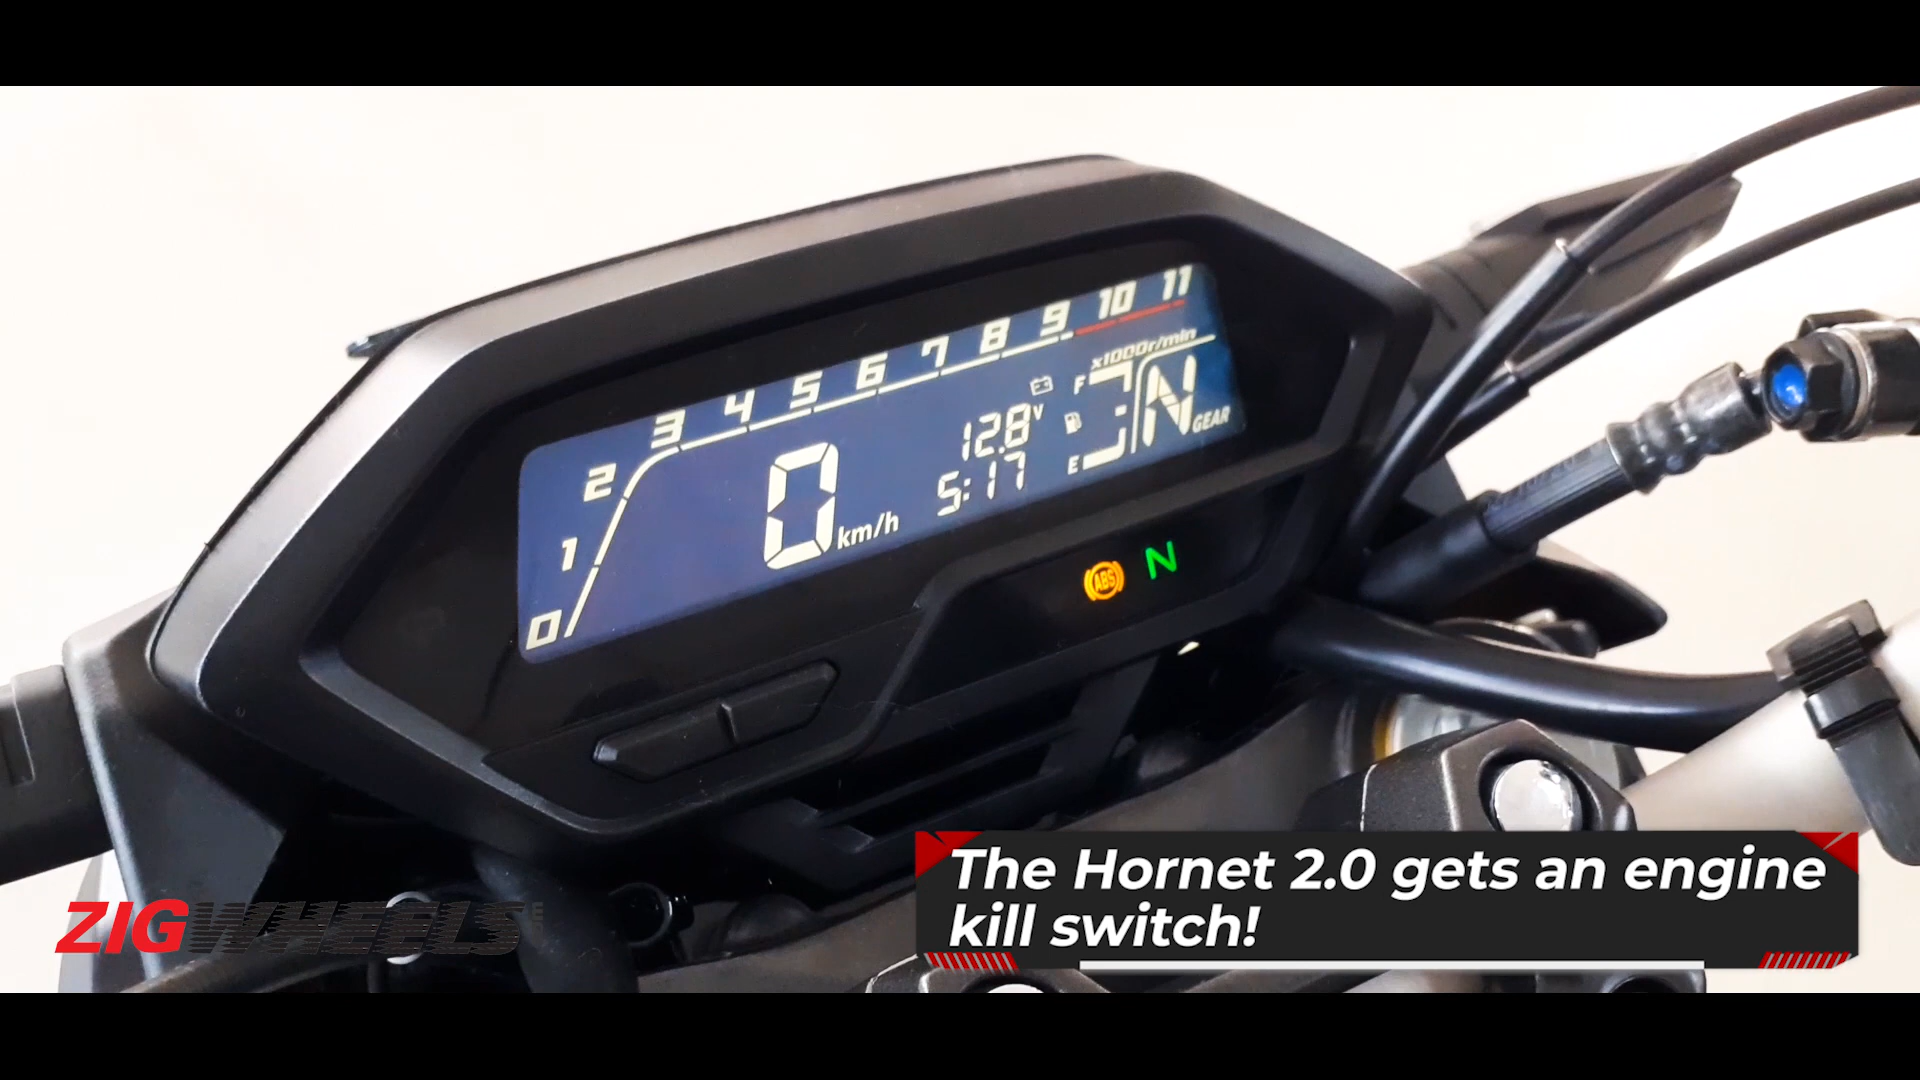 0 1 2 3 4 5 6 7 8 9 10 11
x1000r/min
0 km/h
12.8 V
5:17
F
E
N
GEAR
ABS
N
The Hornet 2.0 gets an engine
kill switch!
ZIGWHEELS